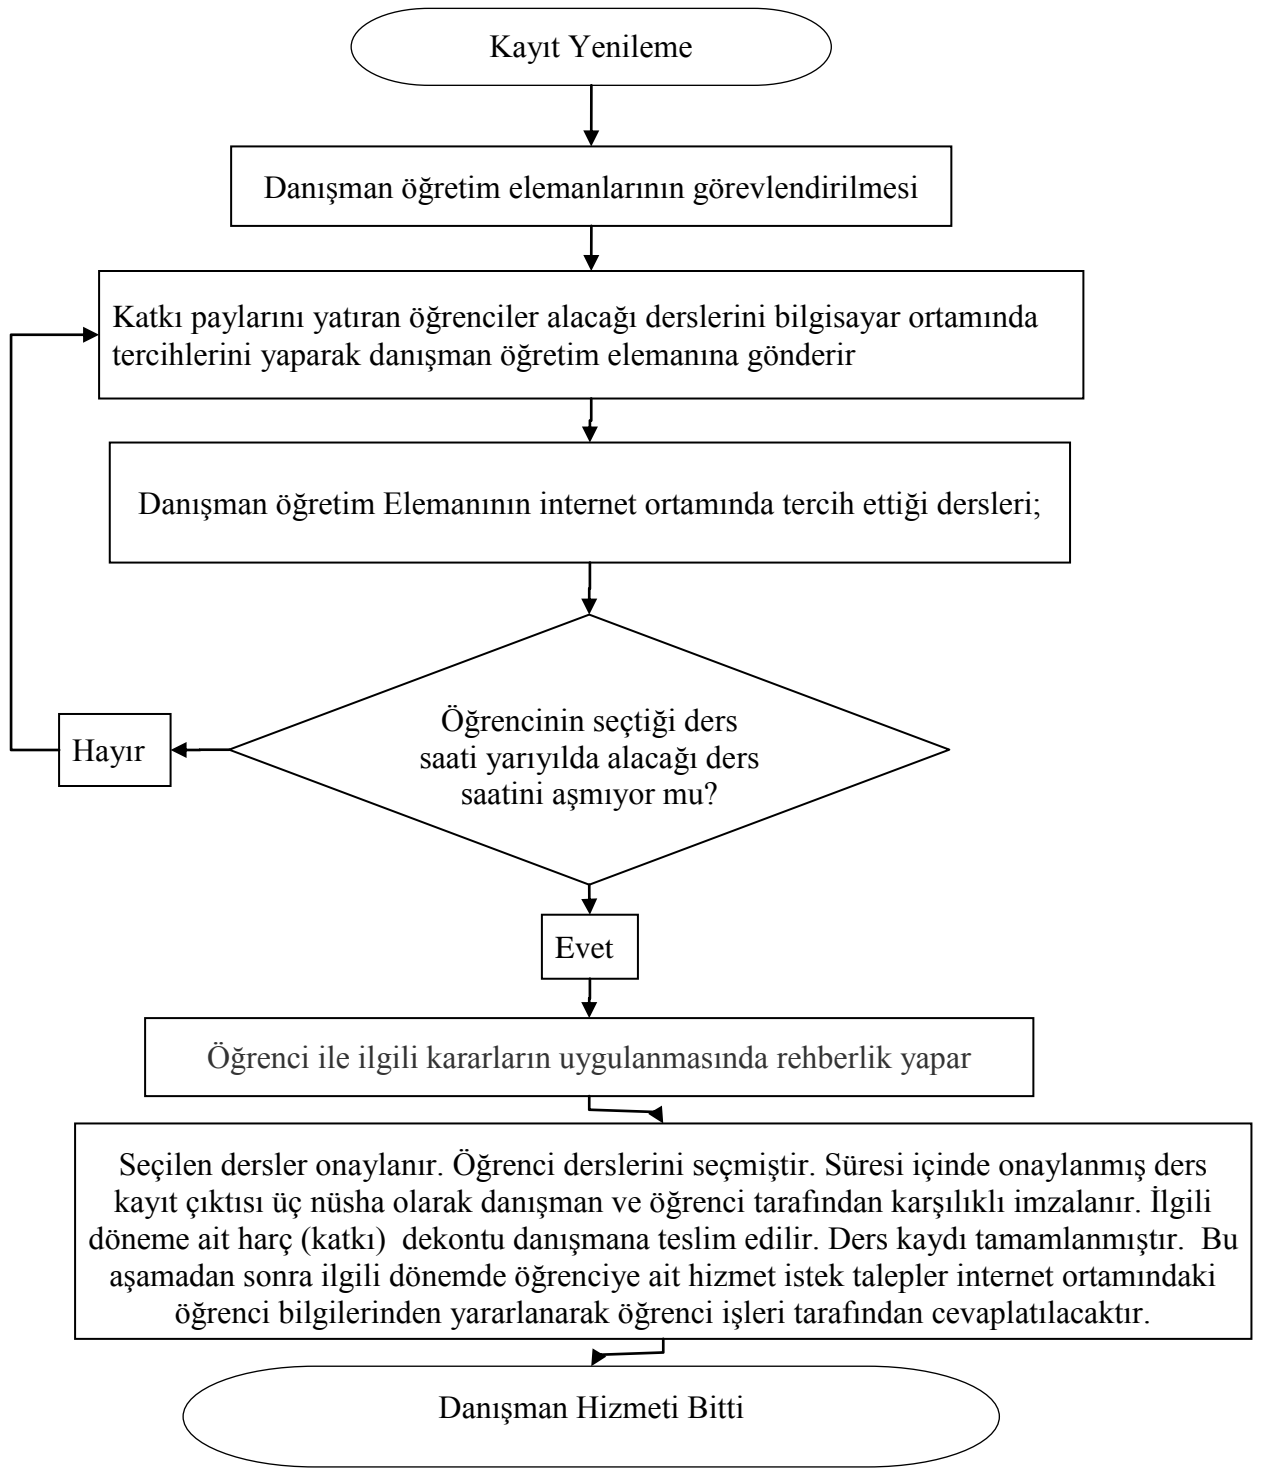 Kayıt Yenileme
Danışman öğretim elemanlarının görevlendirilmesi
Katkı paylarını yatıran öğrenciler alacağı derslerini bilgisayar ortamında
tercihlerini yaparak danışman öğretim elemanına gönderir
Danışman öğretim Elemanının internet ortamında tercih ettiği dersleri;
Öğrencinin seçtiği ders
saati yarıyılda alacağı ders
saatini aşmıyor mu?
Hayır
Evet
Öğrenci ile ilgili kararların uygulanmasında rehberlik yapar
Seçilen dersler onaylanır. Öğrenci derslerini seçmiştir. Süresi içinde onaylanmış ders
kayıt çıktısı üç nüsha olarak danışman ve öğrenci tarafından karşılıklı imzalanır. İlgili
döneme ait harç (katkı)  dekontu danışmana teslim edilir. Ders kaydı tamamlanmıştır.  Bu
aşamadan sonra ilgili dönemde öğrenciye ait hizmet istek talepler internet ortamındaki
öğrenci bilgilerinden yararlanarak öğrenci işleri tarafından cevaplatılacaktır.
Danışman Hizmeti Bitti